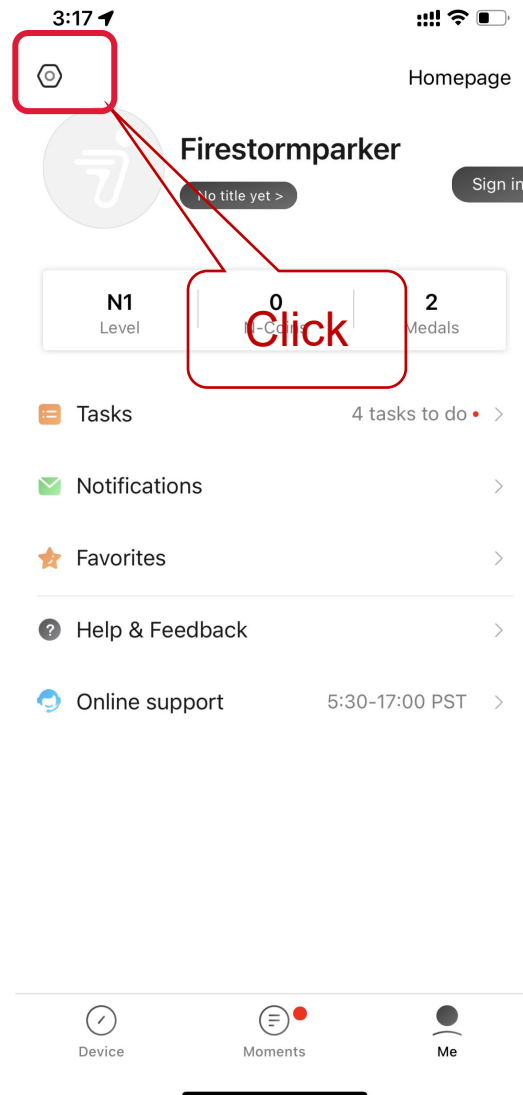 3:17
Homepage
Firestormparker
No title yet >
Sign in
N1
Level
0
N-Coins
2
Medals
Click
Tasks
4 tasks to do
Notifications
Favorites
Help & Feedback
Online support
5:30-17:00 PST
Device
Moments
Me